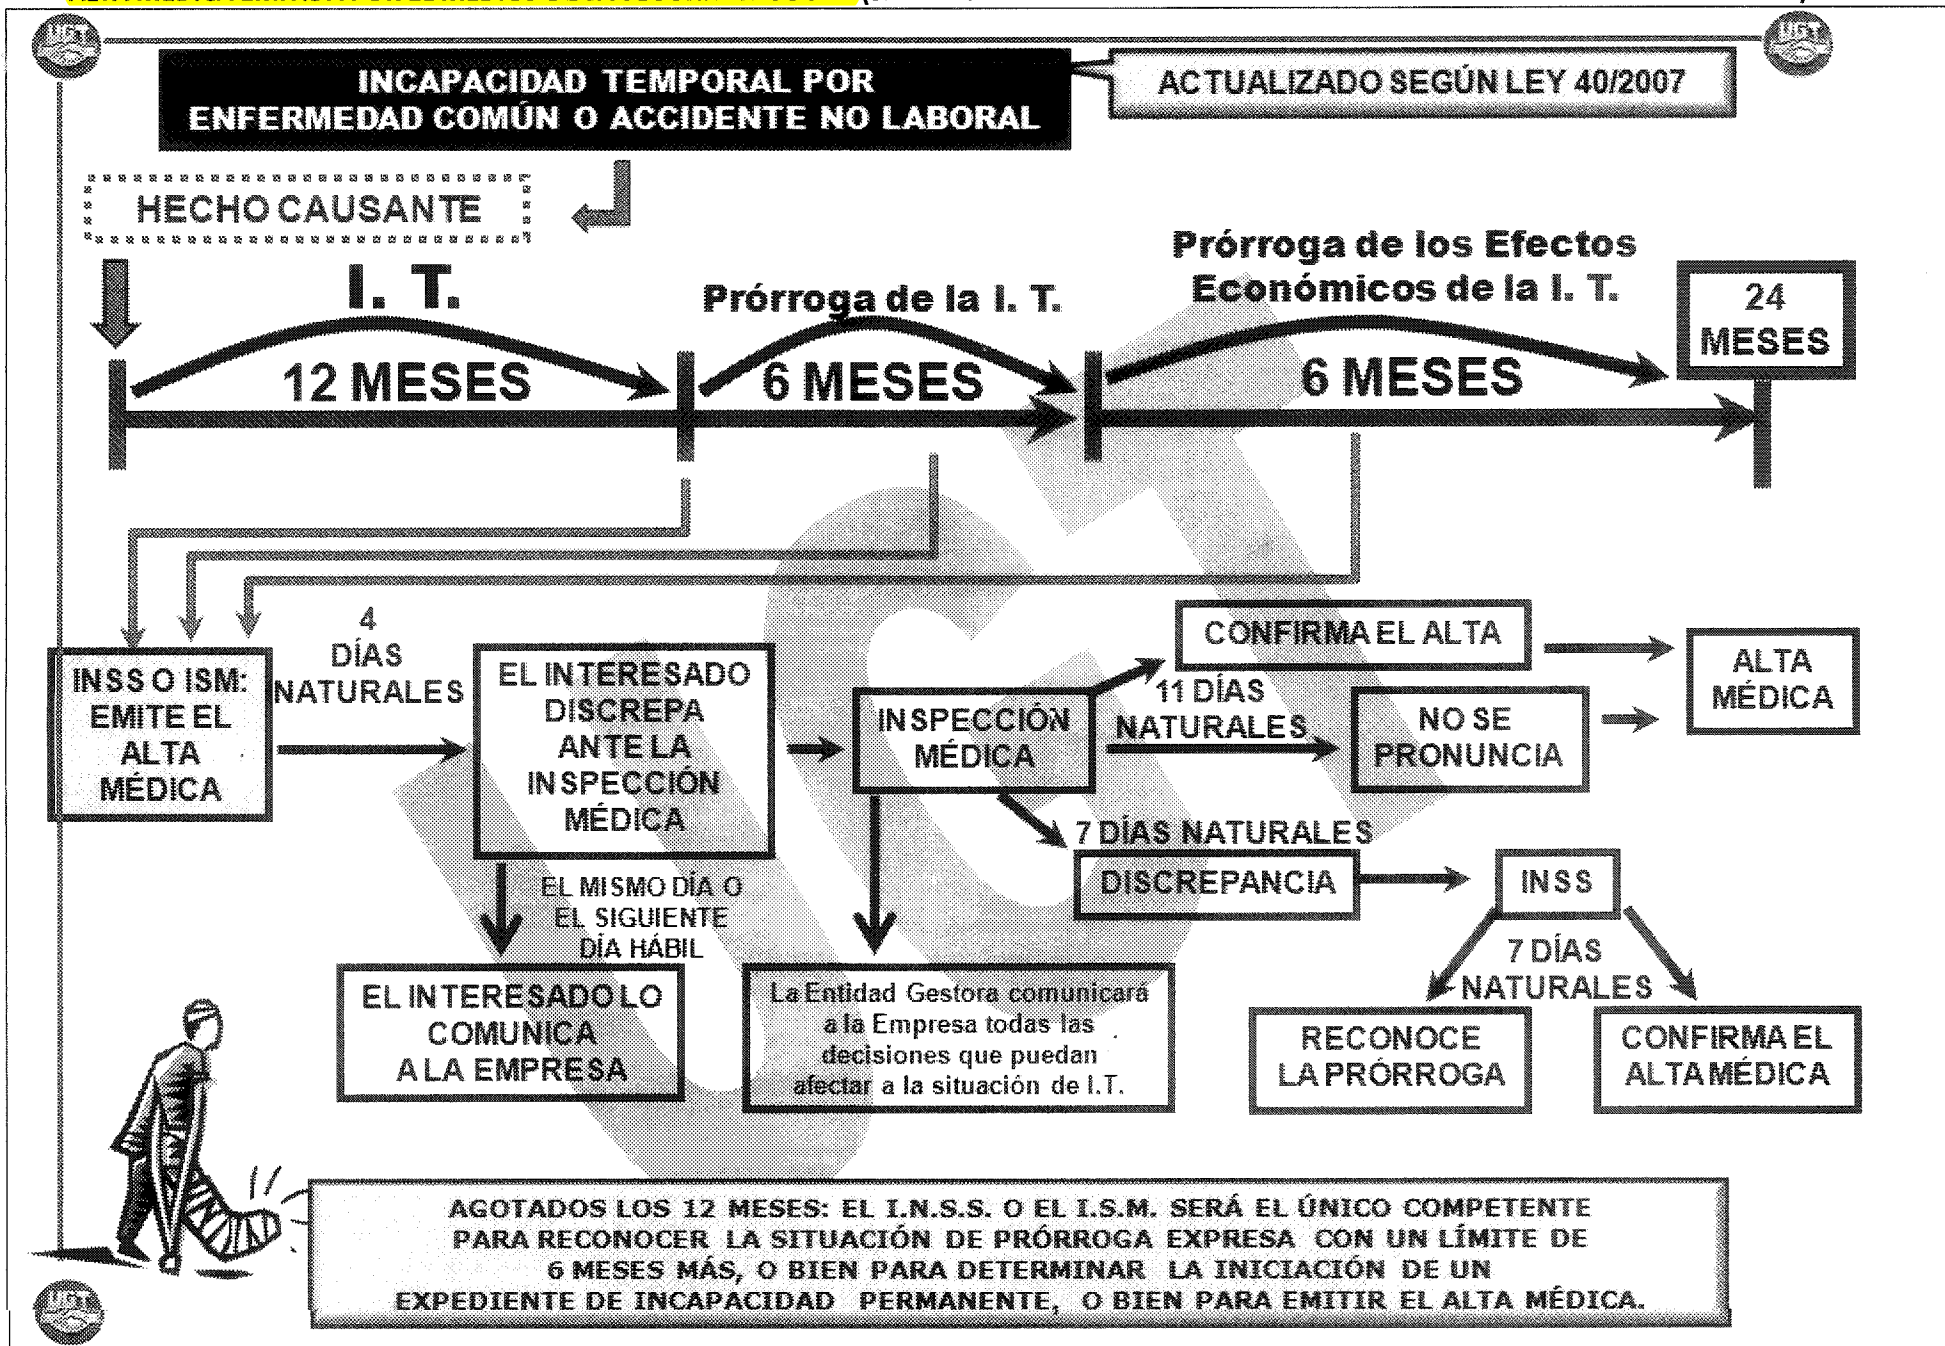 UGT
UGT
INCAPACIDAD TEMPORAL POR
ENFERMEDAD COMÚN O ACCIDENTE NO LABORAL
ACTUALIZADO SEGÚN LEY 40/2007
HECHO CAUSANTE
I. T.
Prórroga de la I. T.
Prórroga de los Efectos
Económicos de la I. T.
24
MESES
12 MESES
6 MESES
6 MESES
INSS O ISM:
EMITE EL
ALTA
MÉDICA
4
DÍAS
NATURALES
EL INTERESADO
DISCREPA
ANTE LA
INSPECCIÓN
MÉDICA
INSPECCIÓN
MÉDICA
CONFIRMA EL ALTA
11 DÍAS
NATURALES
NO SE
PRONUNCIA
ALTA
MÉDICA
7 DÍAS NATURALES
DISCREPANCIA
INSS
EL MISMO DÍA O
EL SIGUIENTE
DÍA HÁBIL
7 DÍAS
NATURALES
EL INTERESADO LO
COMUNICA
A LA EMPRESA
La Entidad Gestora comunicará
a la Empresa todas las
decisiones que puedan
afectar a la situación de I.T.
RECONOCE
LA PRÓRROGA
CONFIRMA EL
ALTA MÉDICA
AGOTADOS LOS 12 MESES: EL I.N.S.S. O EL I.S.M. SERÁ EL ÚNICO COMPETENTE
PARA RECONOCER LA SITUACIÓN DE PRÓRROGA EXPRESA CON UN LÍMITE DE
6 MESES MÁS, O BIEN PARA DETERMINAR LA INICIACIÓN DE UN
EXPEDIENTE DE INCAPACIDAD PERMANENTE, O BIEN PARA EMITIR EL ALTA MÉDICA.
UGT
UGT